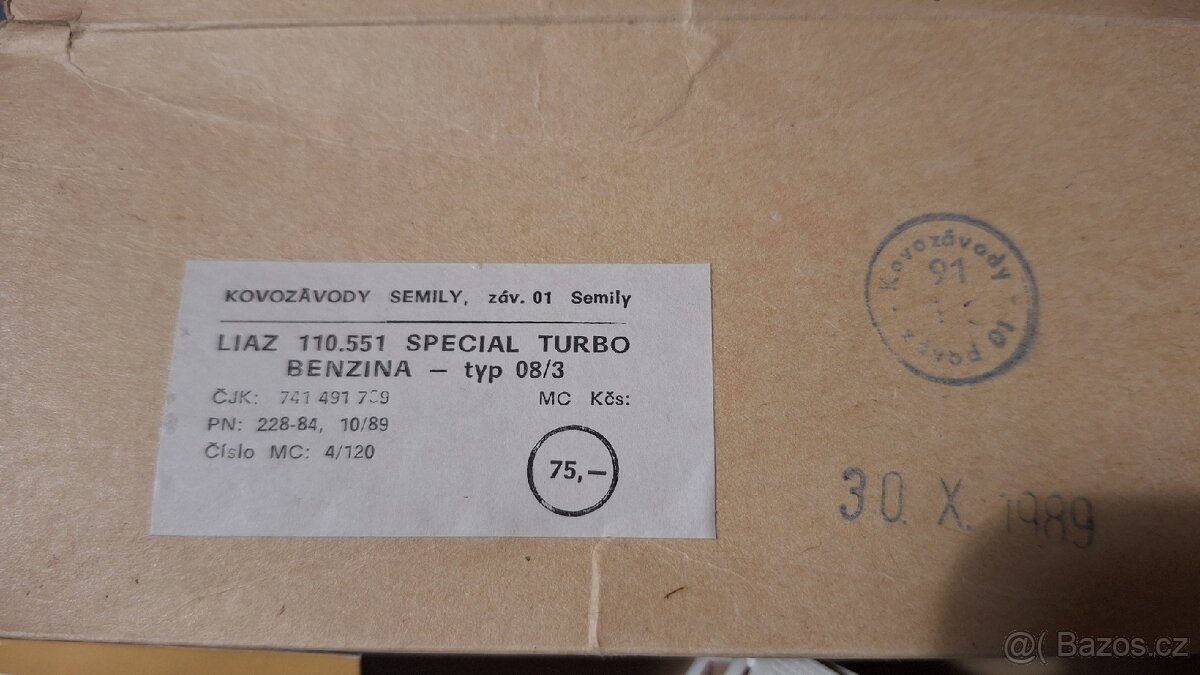 KOVOZÁVODY SEMILY, záv. 01 Semily
LIAZ 110.551 SPECIAL TURBO
BENZINA — typ 08/3
ČJK:
MC Kčs:
PN: 228-84, 10/89
Číslo MC: 4/120
75,—
Kovozávody
91
01
30. X. 1989
@( Bazos.cz